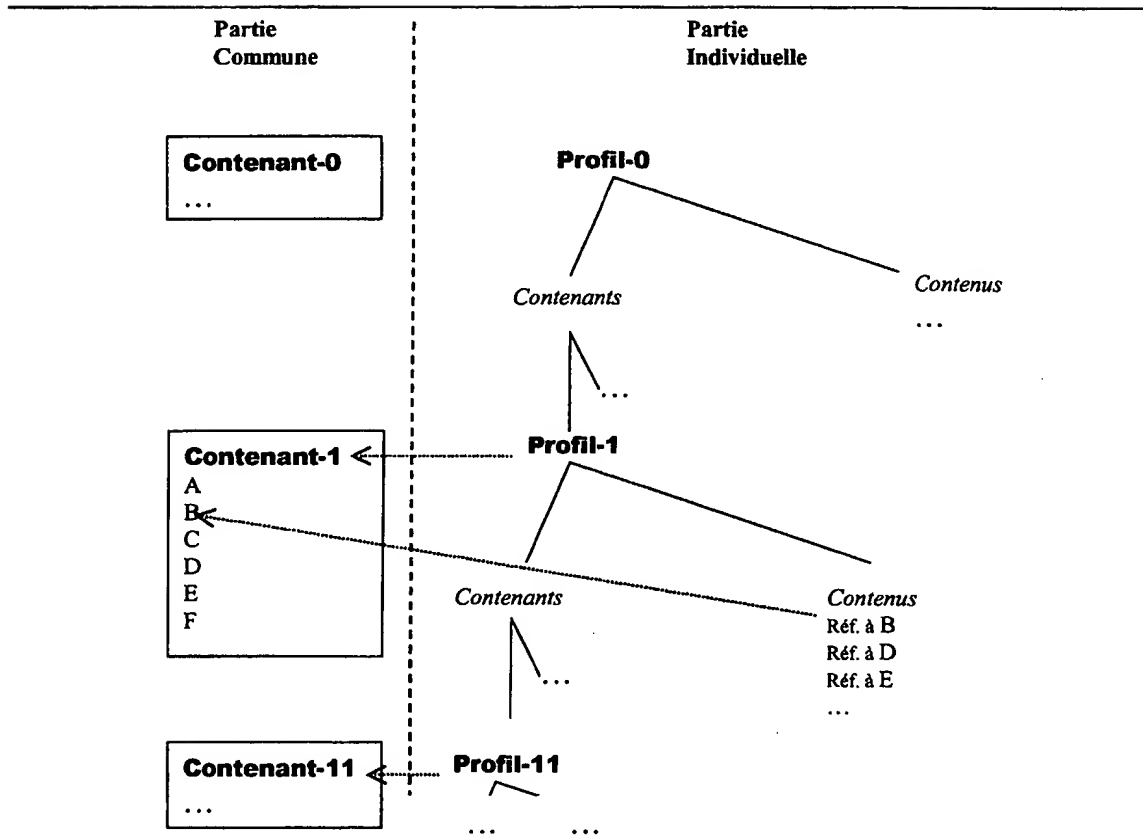 Partie
Commune
Partie
Individuelle
Contenant-0
...
Profil-0
Contenants
Contenus
...
...
Contenant-1
A
B
C
D
E
F
Profil-1
Contenants
Contenus
Réf. à B
Réf. à D
Réf. à E
...
...
Contenant-11
...
Profil-11
...
...